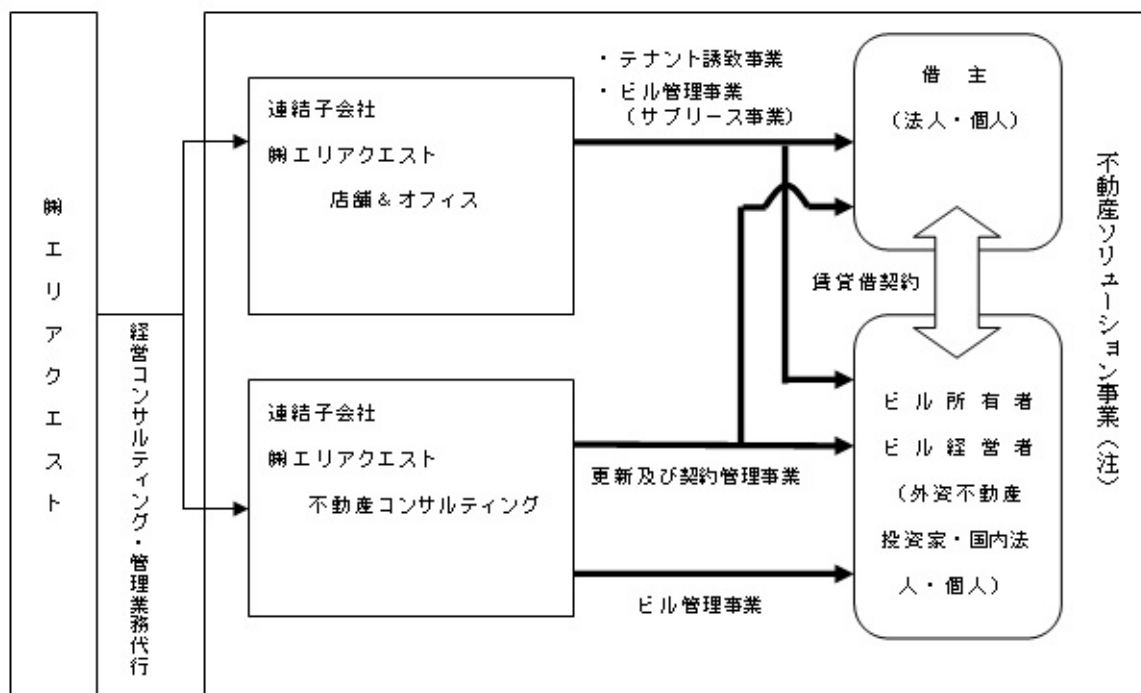 ㈱エリアクエスト
経営コンサルティング・管理業務代行
連結子会社
㈱エリアクエスト
店舗＆オフィス
・テナント誘致事業
・ビル管理事業
（サブリース事業）
借主
（法人・個人）
賃貸借契約
連結子会社
㈱エリアクエスト
不動産コンサルティング
更新及び契約管理事業
ビル管理事業
ビル所有者
ビル経営者
（外資不動産
投資家・国内法
人・個人）
不動産ソリューション事業（注）